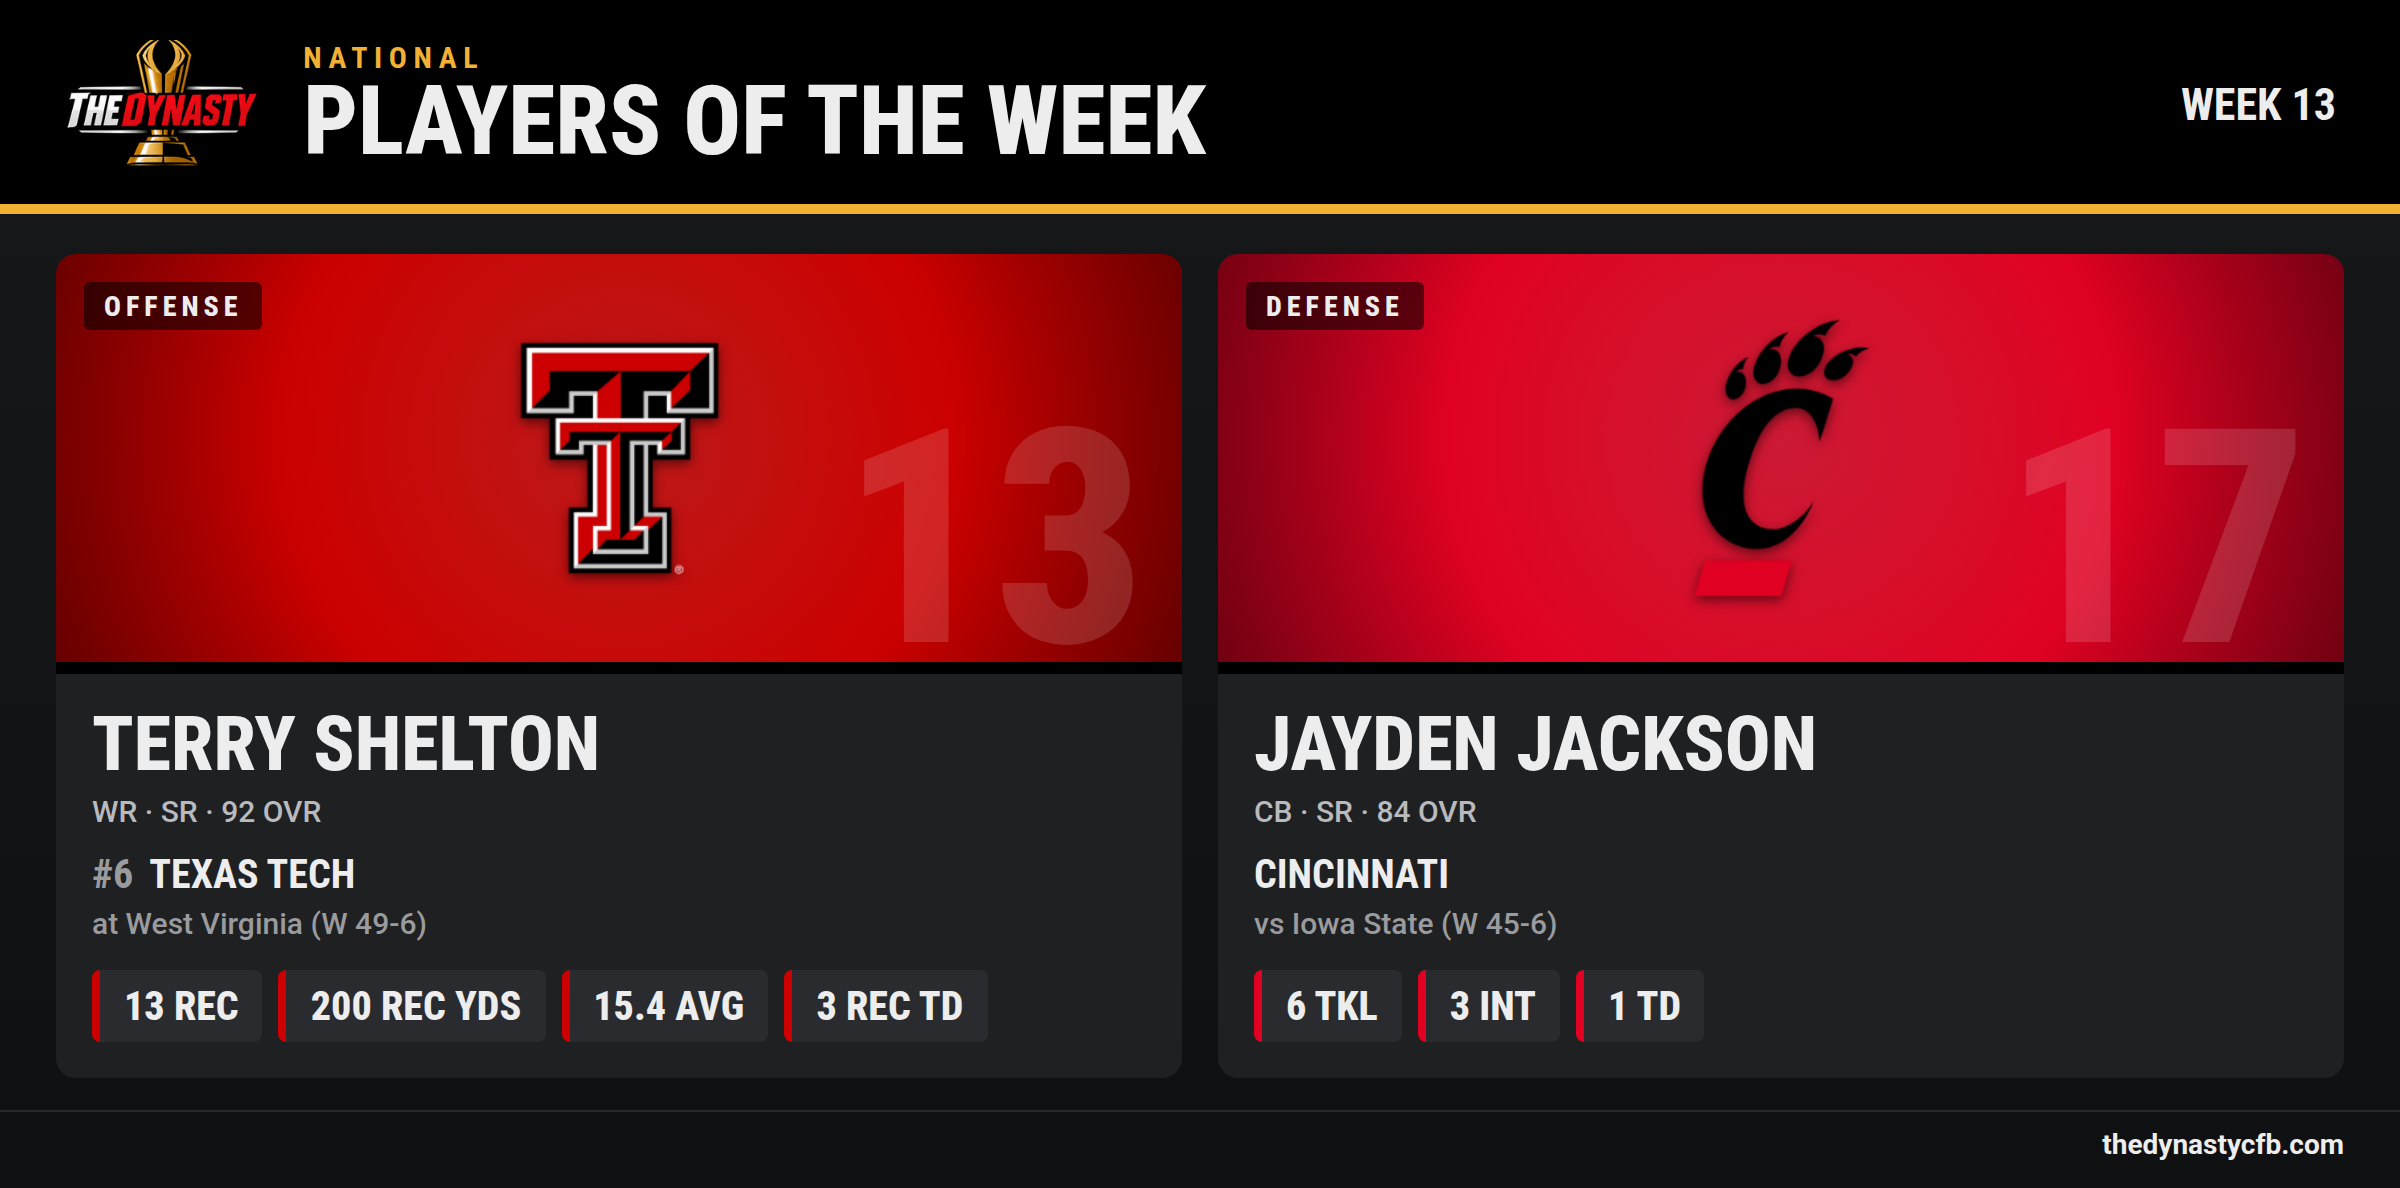 THE DYNASTY
NATIONAL
PLAYERS OF THE WEEK
WEEK 13
OFFENSE
T
®
13
TERRY SHELTON
WR · SR · 92 OVR
#6 TEXAS TECH
at West Virginia (W 49-6)
13 REC
200 REC YDS
15.4 AVG
3 REC TD
DEFENSE
C
17
JAYDEN JACKSON
CB · SR · 84 OVR
CINCINNATI
vs Iowa State (W 45-6)
6 TKL
3 INT
1 TD
thedynastycfb.com